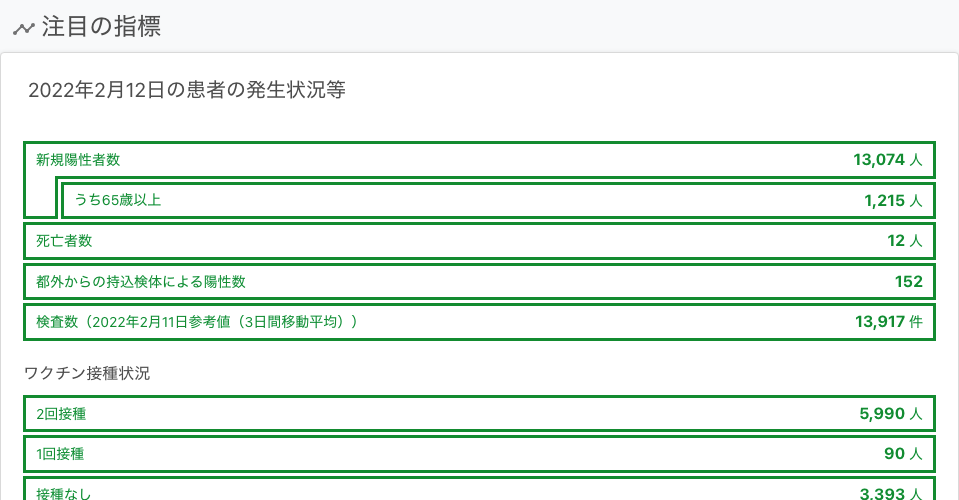 注目の指標
2022年2月12日の患者の発生状況等
新規陽性者数 13,074 人
うち65歳以上 1,215 人
死亡者数 12 人
都外からの持込検体による陽性数 152
検査数（2022年2月11日参考値（3日間移動平均）） 13,917 件
ワクチン接種状況
2回接種 5,990 人
1回接種 90 人
接種なし 3,393 人